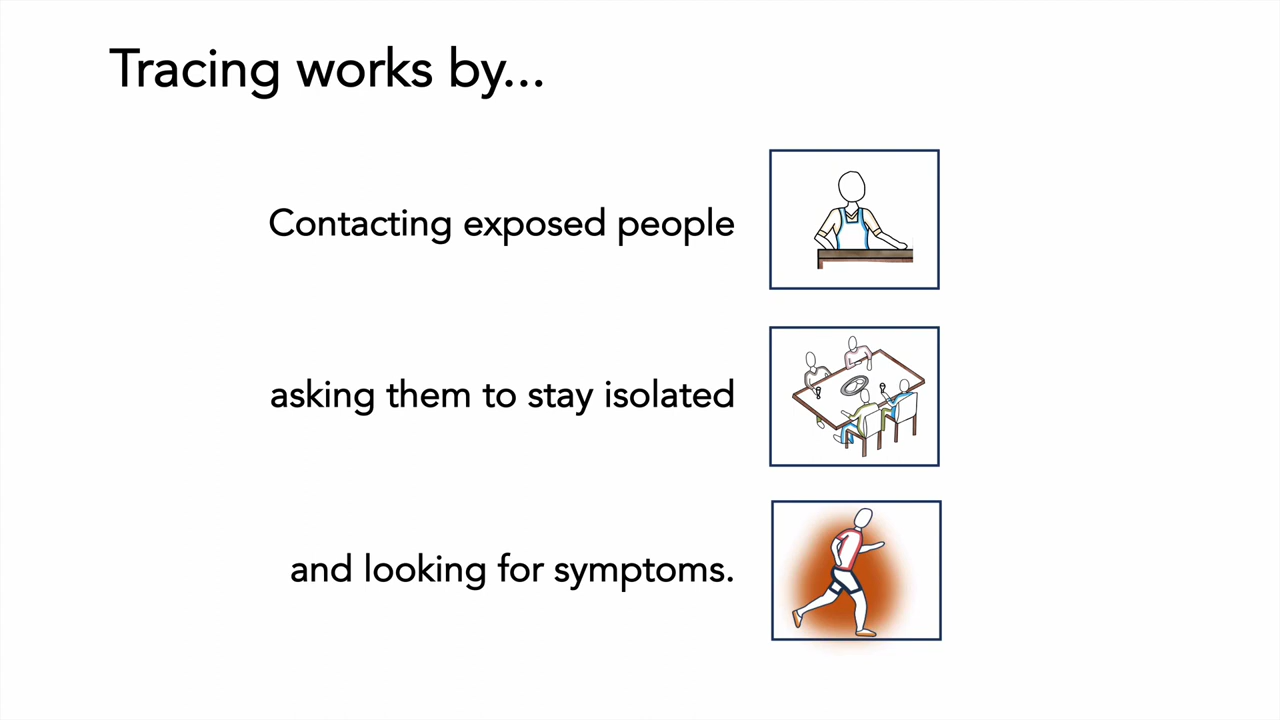 Tracing works by...
Contacting exposed people
asking them to stay isolated
and looking for symptoms.